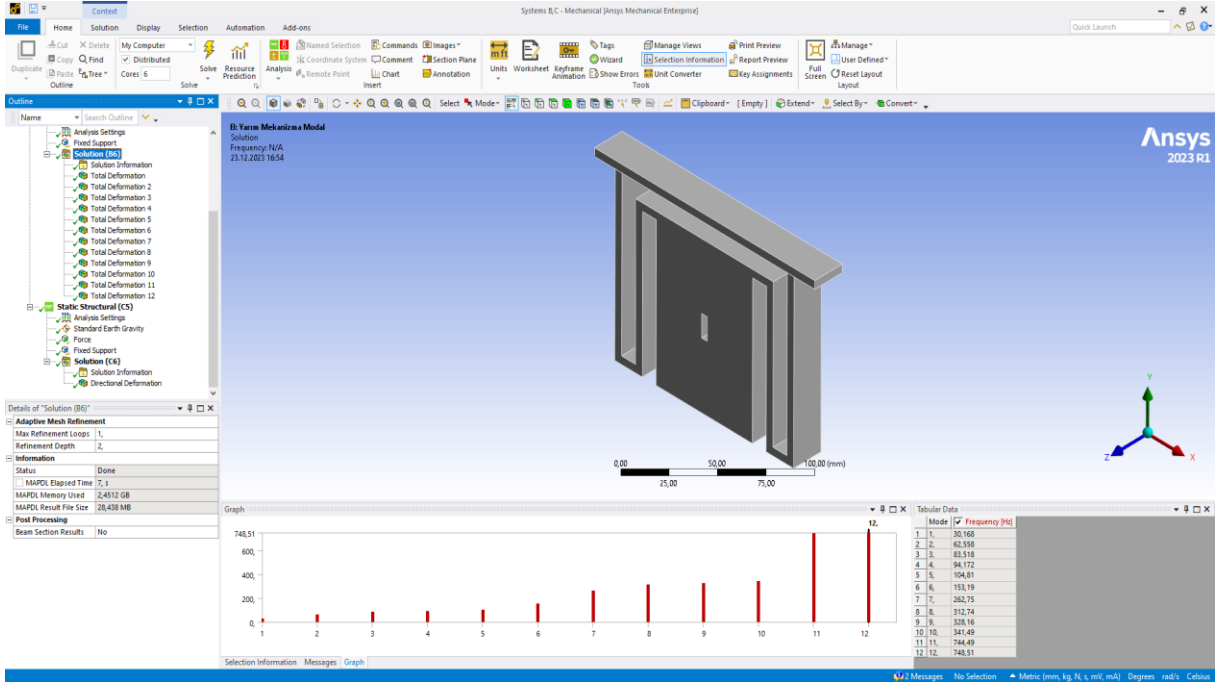 Context
Systems B,C - Mechanical [Ansys Mechanical Enterprise]
File Home Solution Display Selection Automation Add-ons
Quick Launch
Duplicate
Cut
Copy
Paste
Delete
Find
Tree
Outline
My Computer
Distributed
Cores 6
Solve
Solve
Resource Prediction
Analysis
Named Selection
Coordinate System
Remote Point
Commands
Comment
Chart
Images
Section Plane
Annotation
Insert
Units
Worksheet
Keyframe Animation
Tags
Wizard
Show Errors
Manage Views
Selection Information
Unit Converter
Print Preview
Report Preview
Key Assignments
Tools
Full Screen
Manage
User Defined
Reset Layout
Layout
Outline
Name Search Outline
Select Mode Clipboard [Empty] Extend Select By Convert
Analysis Settings
Fixed Support
Solution (B6)
Solution Information
Total Deformation
Total Deformation 2
Total Deformation 3
Total Deformation 4
Total Deformation 5
Total Deformation 6
Total Deformation 7
Total Deformation 8
Total Deformation 9
Total Deformation 10
Total Deformation 11
Total Deformation 12
Static Structural (C5)
Analysis Settings
Standard Earth Gravity
Force
Fixed Support
Solution (C6)
Solution Information
Directional Deformation
Details of "Solution (B6)"
Adaptive Mesh Refinement
Max Refinement Loops 1,
Refinement Depth 2,
Information
Status Done
MAPDL Elapsed Time 7, s
MAPDL Memory Used 2,4512 GB
MAPDL Result File Size 28,438 MB
Post Processing
Beam Section Results No
B: Yarım Mekanizma Modal
Solution
Frequency: N/A
23.12.2023 16:54
Ansys
2023 R1
Y
Z
X
0,00 50,00 100,00 (mm)
25,00 75,00
Graph
12,
748,51
600,
400,
200,
0,
1 2 3 4 5 6 7 8 9 10 11 12
Selection Information Messages Graph
Tabular Data
Mode Frequency [Hz]
1 1, 30,168
2 2, 62,558
3 3, 83,518
4 4, 94,172
5 5, 104,81
6 6, 153,19
7 7, 262,75
8 8, 312,74
9 9, 328,16
10 10, 341,49
11 11, 744,49
12 12, 748,51
2 Messages No Selection Metric (mm, kg, N, s, mV, mA) Degrees rad/s Celsius